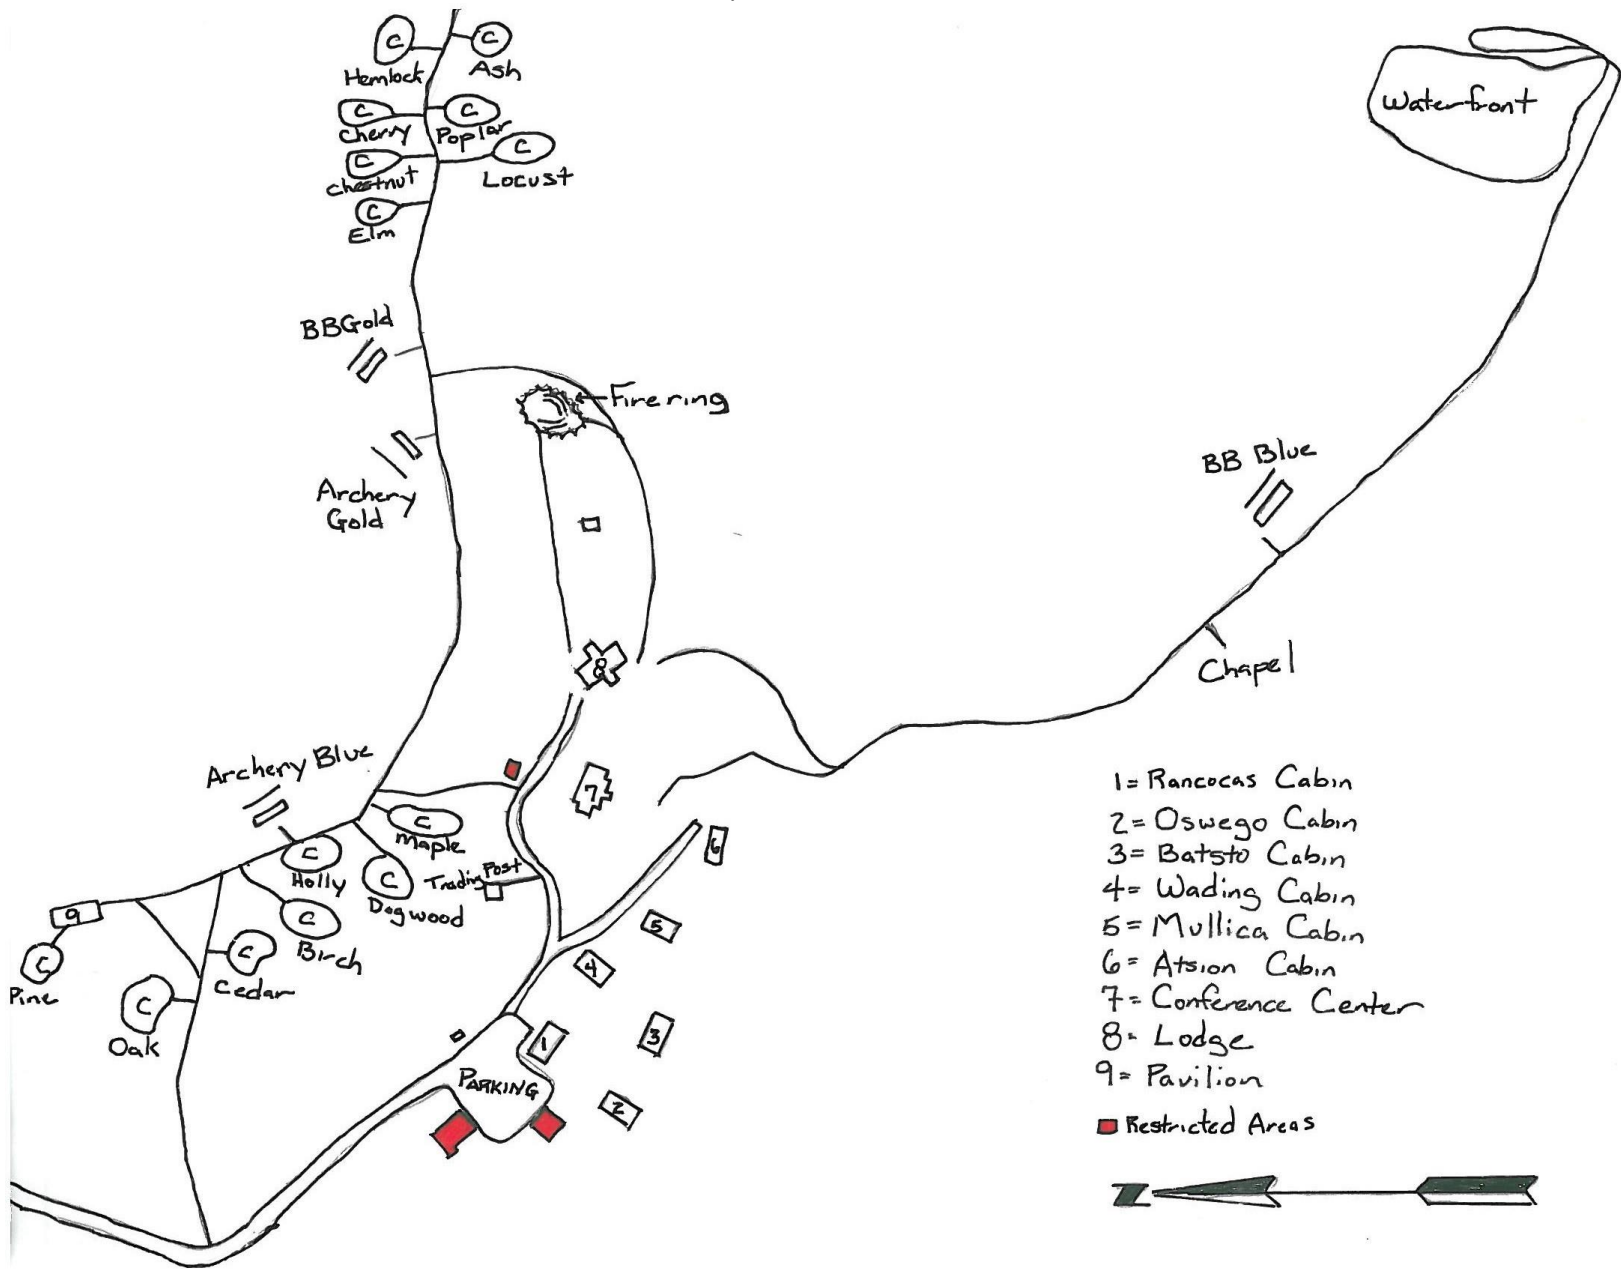 C
C
Hemlock
Ash
C
C
Cherry
Poplar
C
C
Chestnut
Locust
C
Elm
Waterfront
BBGold
Fire ring
Archery
Gold
BB Blue
8
Chapel
Archery Blue
7
C
Maple
6
C
Holly
C
Dogwood
Trading Post
9
C
Birch
5
C
Pine
C
Cedar
4
C
Oak
1
3
PARKING
2
1= Rancocas Cabin
2= Oswego Cabin
3= Batsto Cabin
4= Wading Cabin
5= Mullica Cabin
6= Atsion Cabin
7= Conference Center
8= Lodge
9= Pavilion
Restricted Areas
N